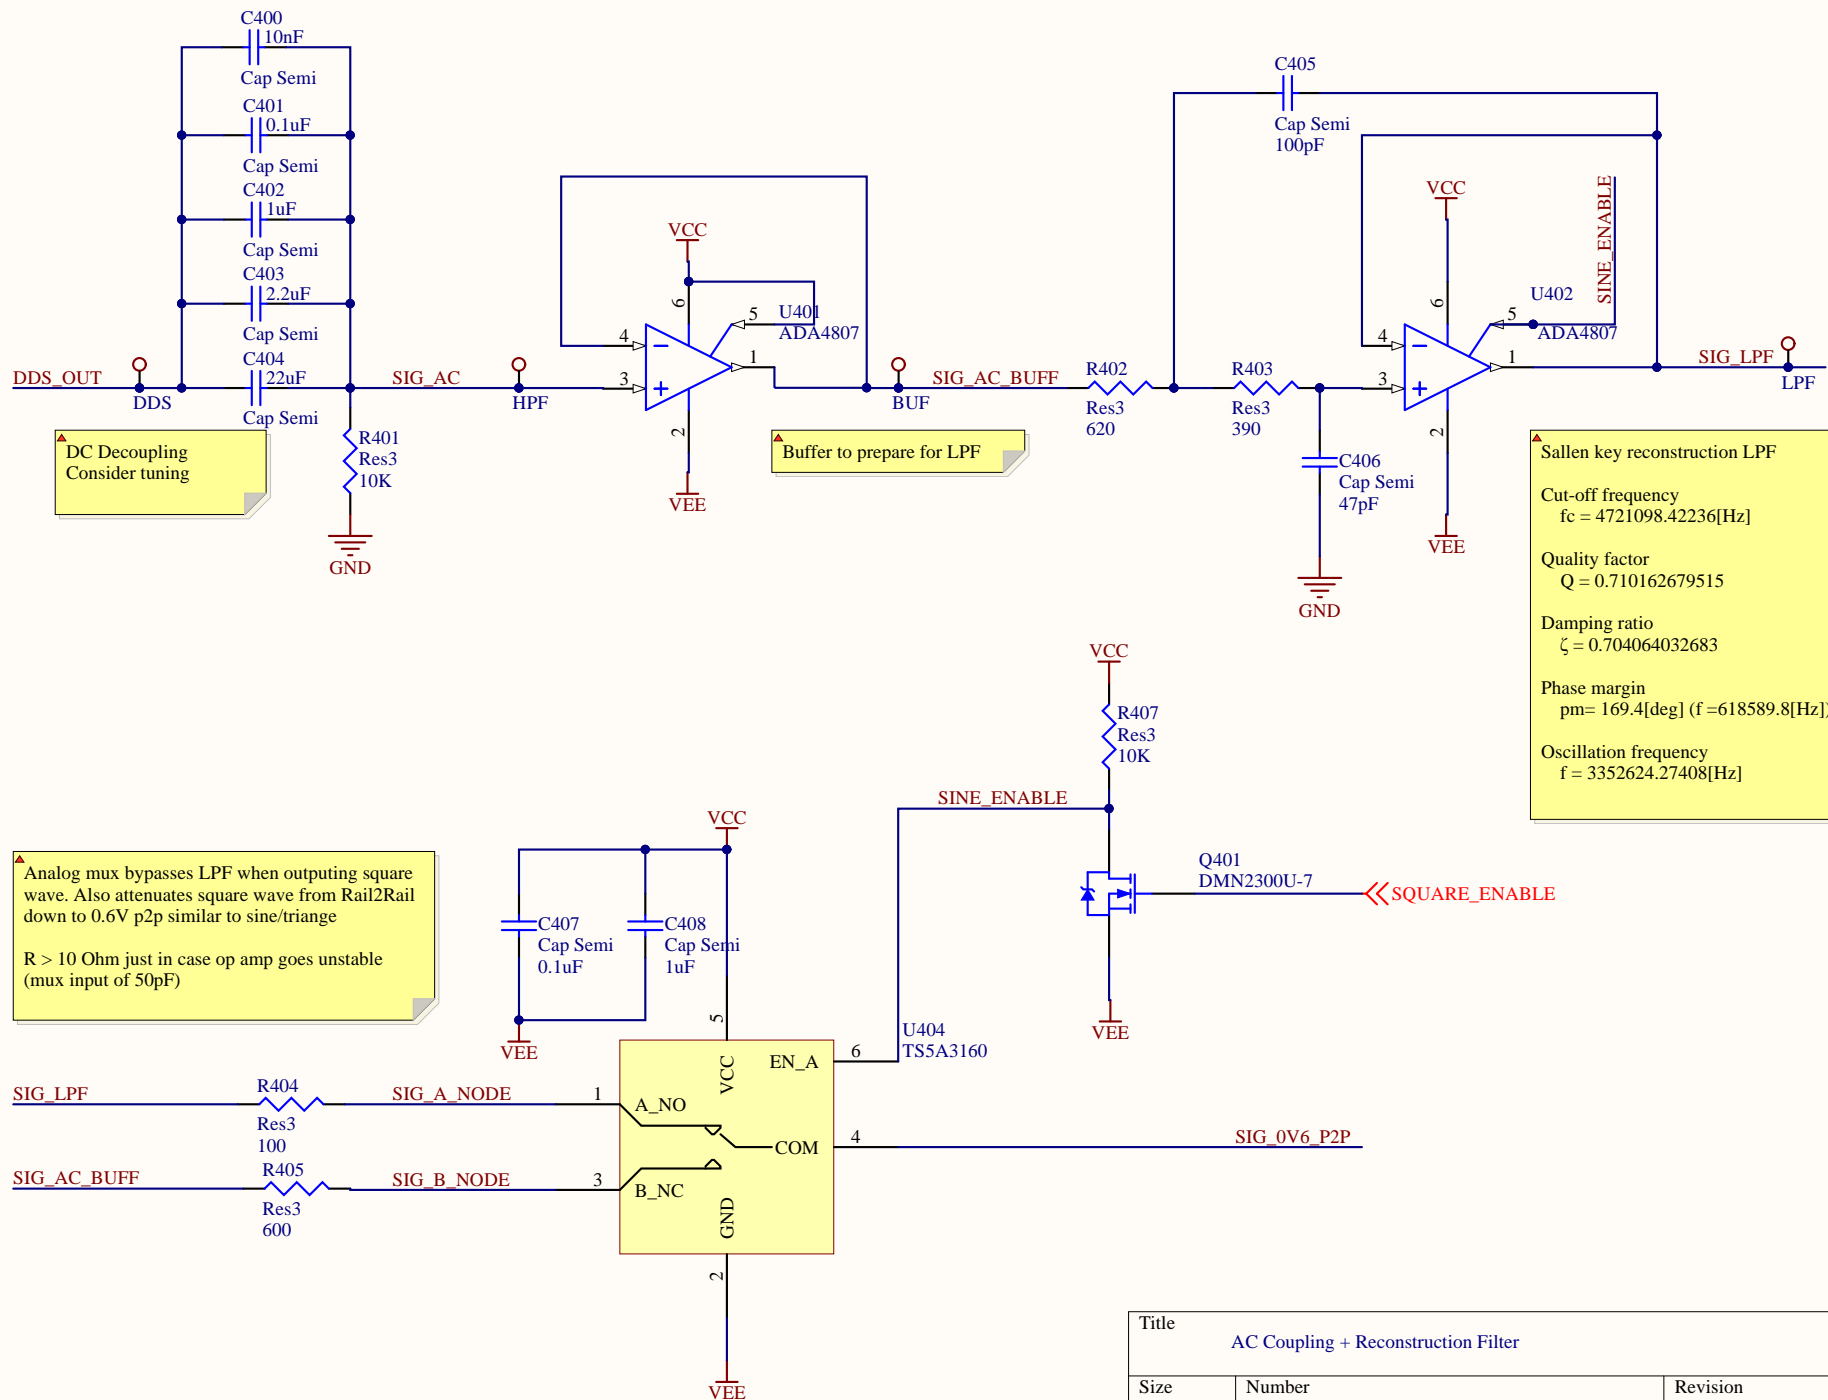 C400
10nF
Cap Semi
C401
0.1uF
Cap Semi
C402
1uF
Cap Semi
C403
2.2uF
Cap Semi
C404
22uF
Cap Semi
DDS_OUT
DDS
SIG_AC
HPF
R401
Res3
10K
GND
DC Decoupling
Consider tuning
VCC
6
5
4
3
1
2
U401
ADA4807
VEE
BUF
SIG_AC_BUFF
Buffer to prepare for LPF
R402
Res3
620
R403
Res3
390
C405
Cap Semi
100pF
C406
Cap Semi
47pF
GND
VCC
6
5
4
3
1
2
U402
ADA4807
SINE_ENABLE
VEE
SIG_LPF
LPF
Sallen key reconstruction LPF
Cut-off frequency
fc = 4721098.42236[Hz]
Quality factor
Q = 0.710162679515
Damping ratio
ζ = 0.704064032683
Phase margin
pm= 169.4[deg] (f =618589.8[Hz])
Oscillation frequency
f = 3352624.27408[Hz]
VCC
R407
Res3
10K
SINE_ENABLE
Q401
DMN2300U-7
SQUARE_ENABLE
VEE
Analog mux bypasses LPF when outputing square
wave. Also attenuates square wave from Rail2Rail
down to 0.6V p2p similar to sine/triange
R > 10 Ohm just in case op amp goes unstable
(mux input of 50pF)
VCC
C407
Cap Semi
0.1uF
C408
Cap Semi
1uF
VEE
5
U404
TS5A3160
VCC
EN_A
6
SIG_LPF
R404
Res3
100
SIG_A_NODE
1
A_NO
COM
4
SIG_0V6_P2P
SIG_AC_BUFF
R405
Res3
600
SIG_B_NODE
3
B_NC
GND
2
VEE
Title
AC Coupling + Reconstruction Filter
Size
Number
Revision